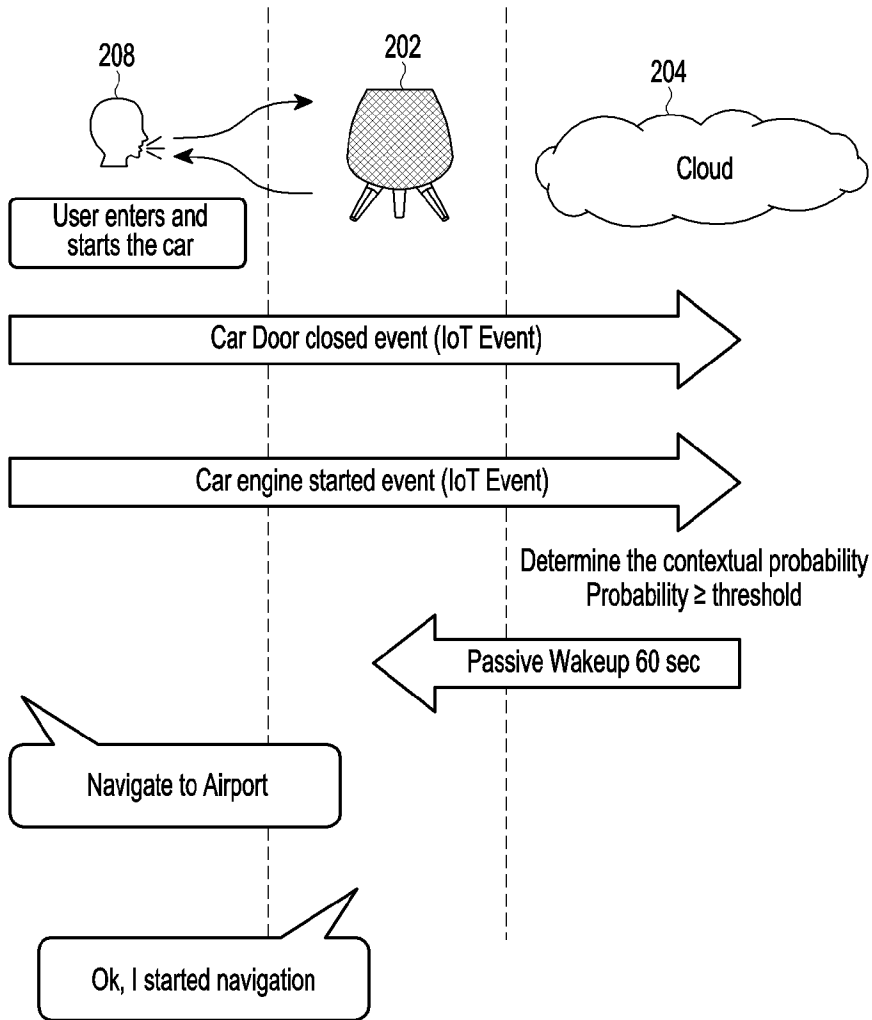 208
202
204
Cloud
User enters and
starts the car
Car Door closed event (IoT Event)
Car engine started event (IoT Event)
Determine the contextual probability
Probability ≥ threshold
Passive Wakeup 60 sec
Navigate to Airport
Ok, I started navigation